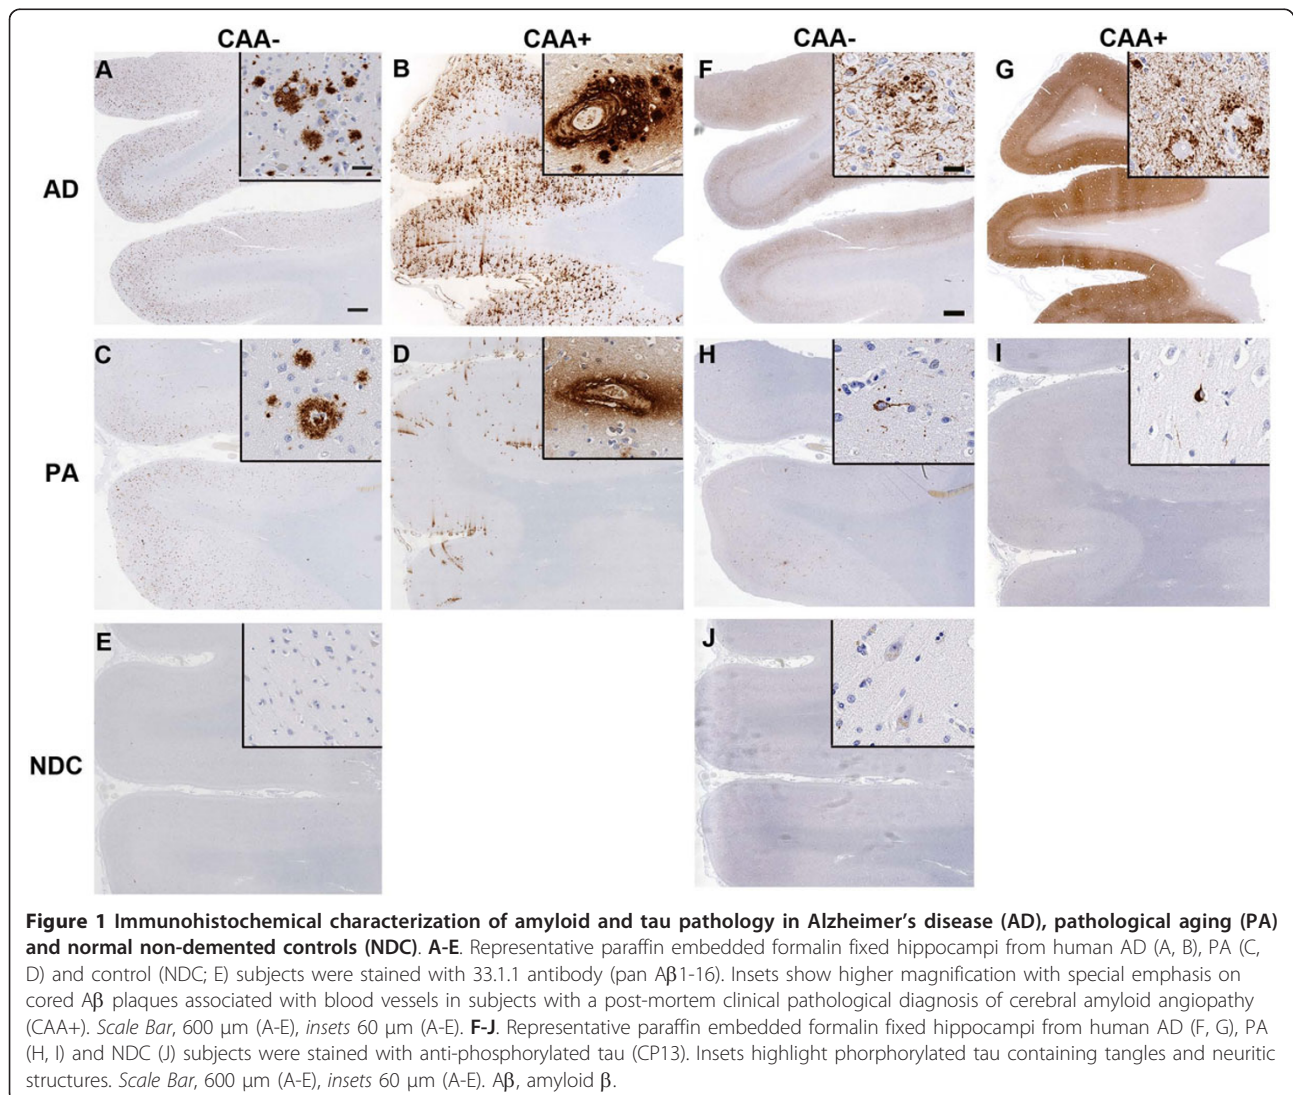 CAA- CAA+ CAA- CAA+
A B F G
AD
C D H I
PA
E J
NDC
Figure 1 Immunohistochemical characterization of amyloid and tau pathology in Alzheimer's disease (AD), pathological aging (PA)
and normal non-demented controls (NDC). A-E. Representative paraffin embedded formalin fixed hippocampi from human AD (A, B), PA (C,
D) and control (NDC; E) subjects were stained with 33.1.1 antibody (pan Aβ1-16). Insets show higher magnification with special emphasis on
cored Aβ plaques associated with blood vessels in subjects with a post-mortem clinical pathological diagnosis of cerebral amyloid angiopathy
(CAA+). Scale Bar, 600 μm (A-E), insets 60 μm (A-E). F-J. Representative paraffin embedded formalin fixed hippocampi from human AD (F, G), PA
(H, I) and NDC (J) subjects were stained with anti-phosphorylated tau (CP13). Insets highlight phorphorylated tau containing tangles and neuritic
structures. Scale Bar, 600 μm (A-E), insets 60 μm (A-E). Aβ, amyloid β.